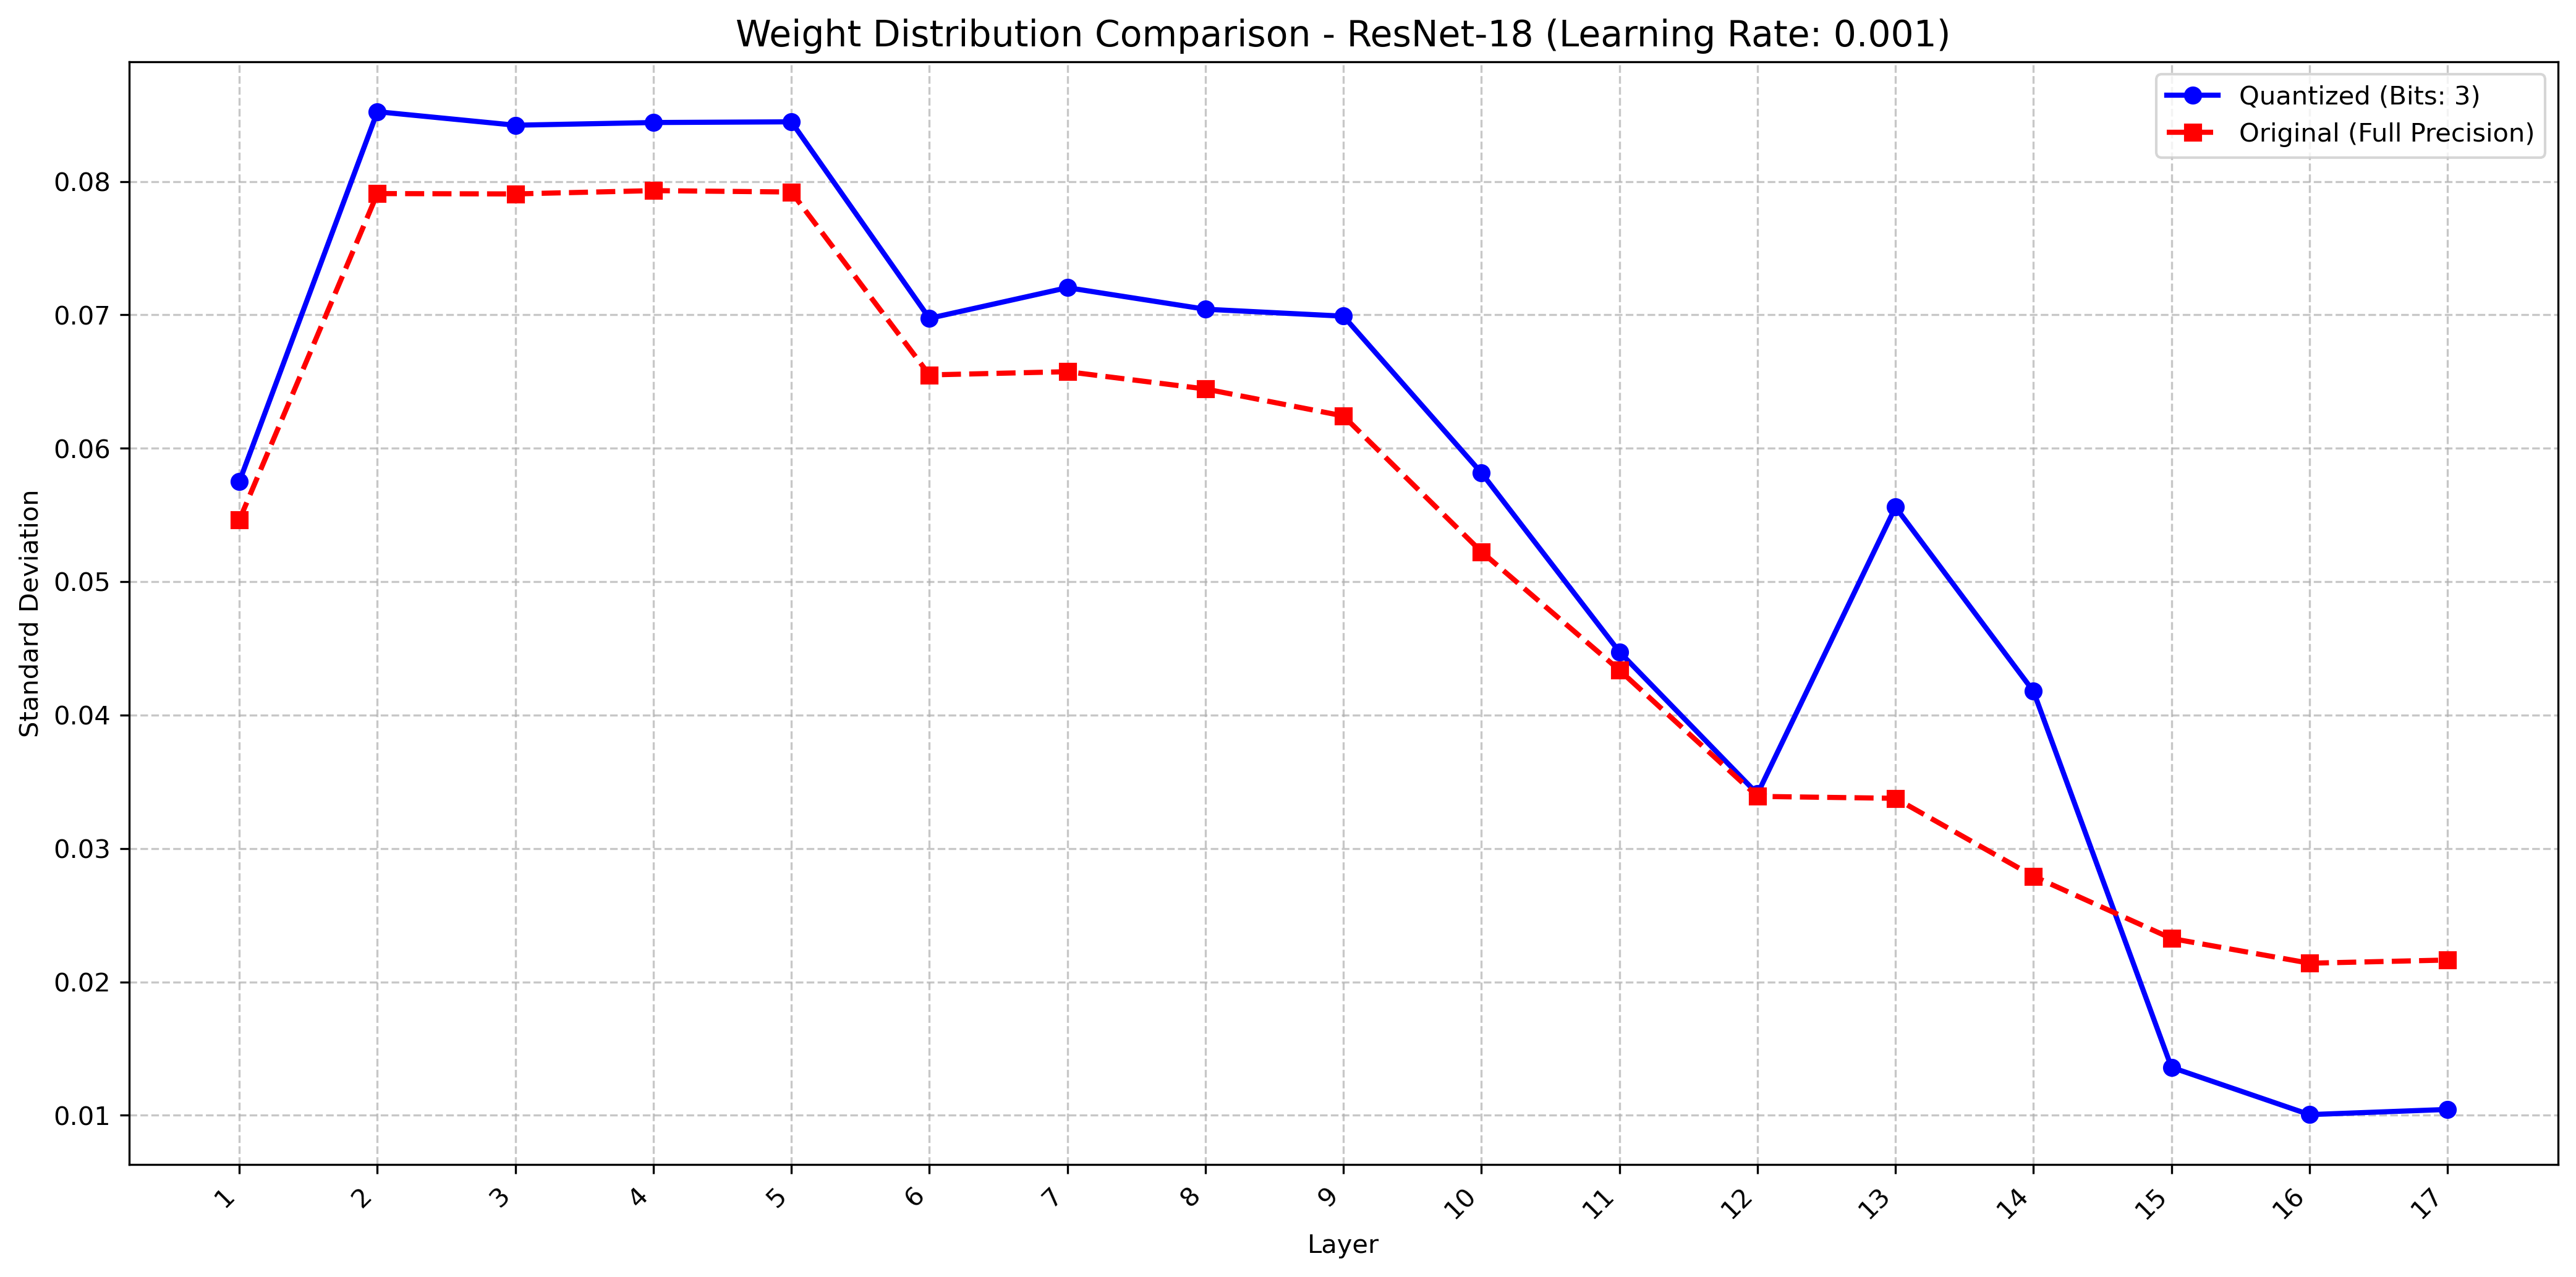 Weight Distribution Comparison - ResNet-18 (Learning Rate: 0.001)
Quantized (Bits: 3)
Original (Full Precision)
Standard Deviation
0.08
0.07
0.06
0.05
0.04
0.03
0.02
0.01
1 2 3 4 5 6 7 8 9 10 11 12 13 14 15 16 17
Layer